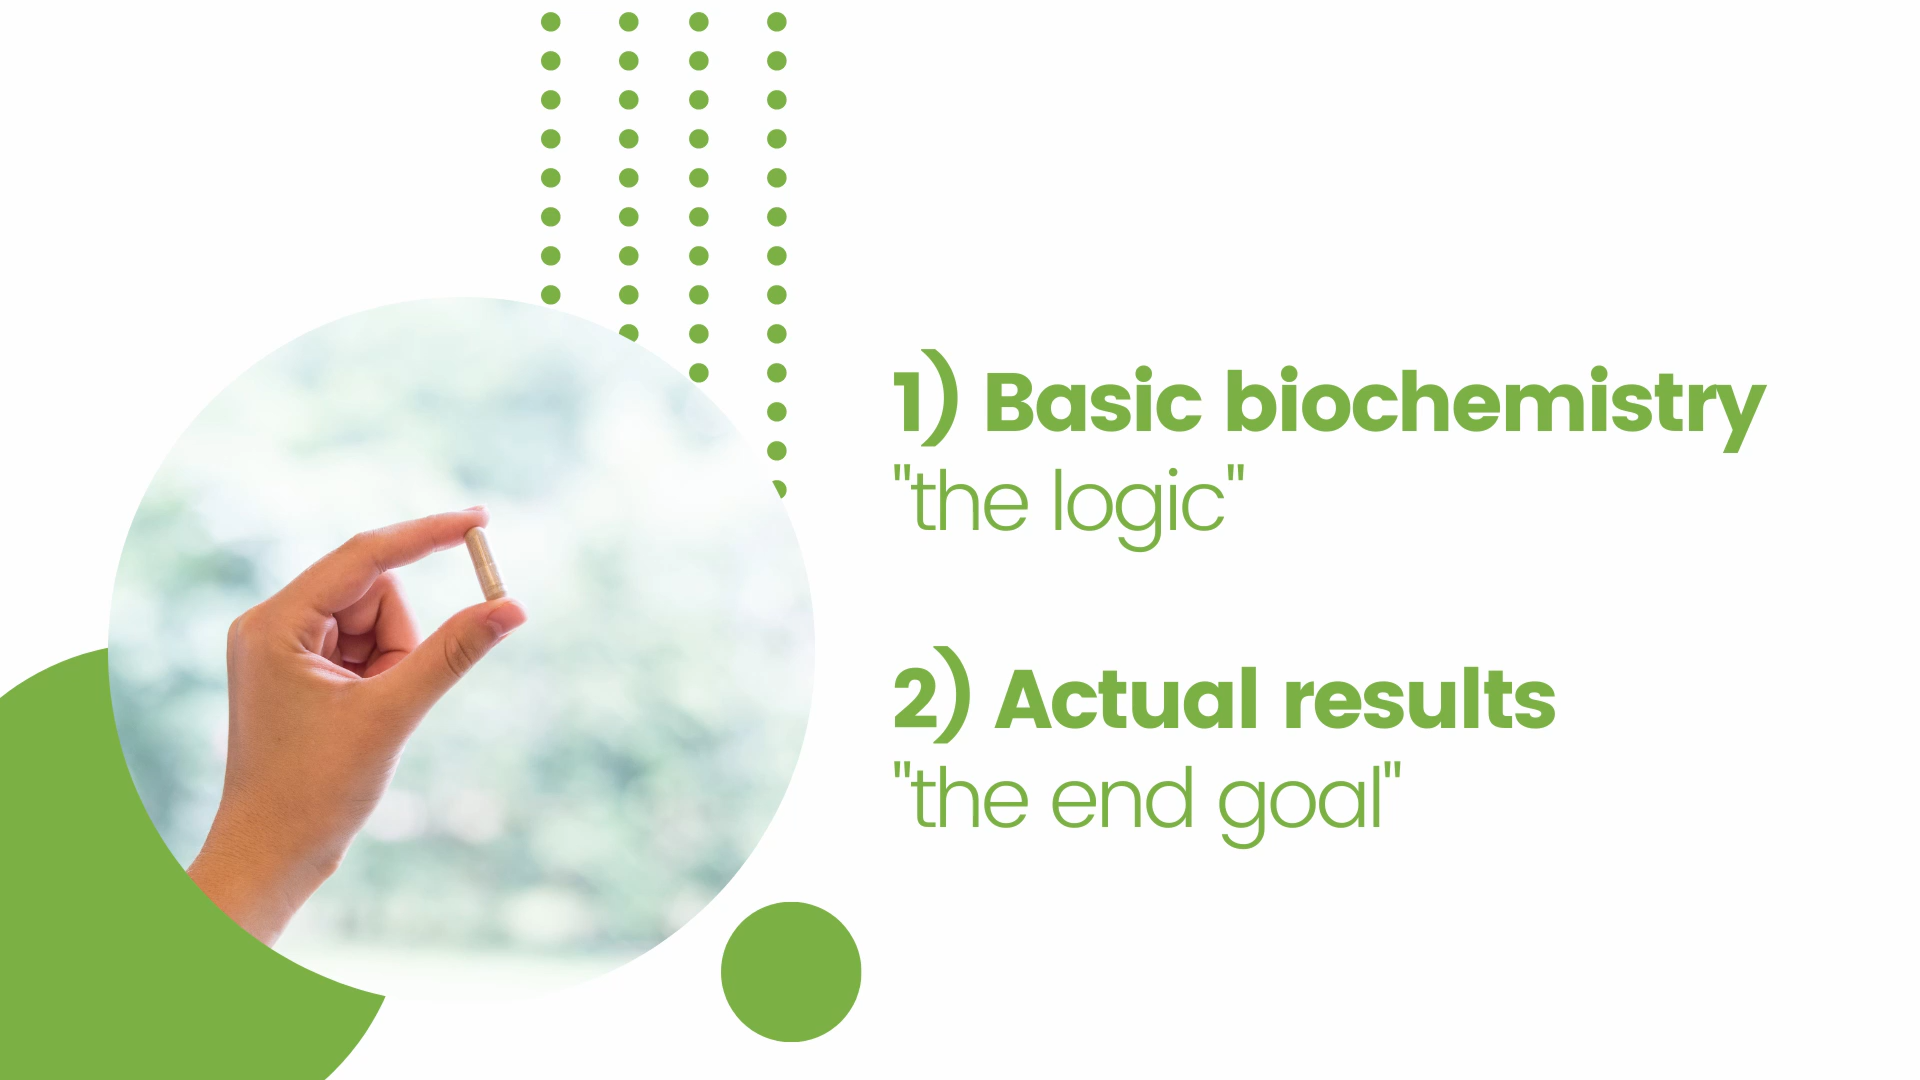 1) Basic biochemistry
"the logic"
2) Actual results
"the end goal"